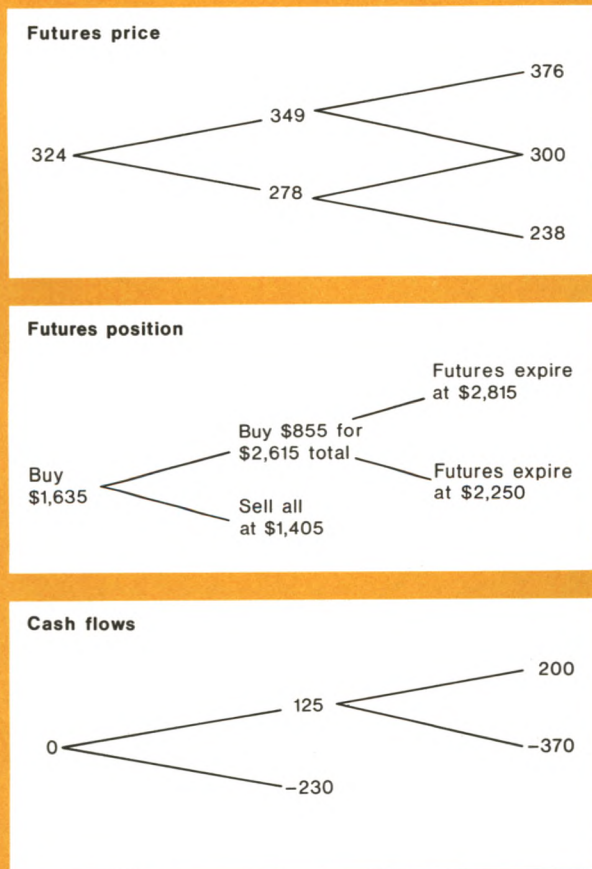 Futures price
376
349
324
300
278
238
Futures position
Futures expire
at $2,815
Buy $855 for
$2,615 total
Buy
$1,635
Futures expire
at $2,250
Sell all
at $1,405
Cash flows
200
125
0
-370
-230